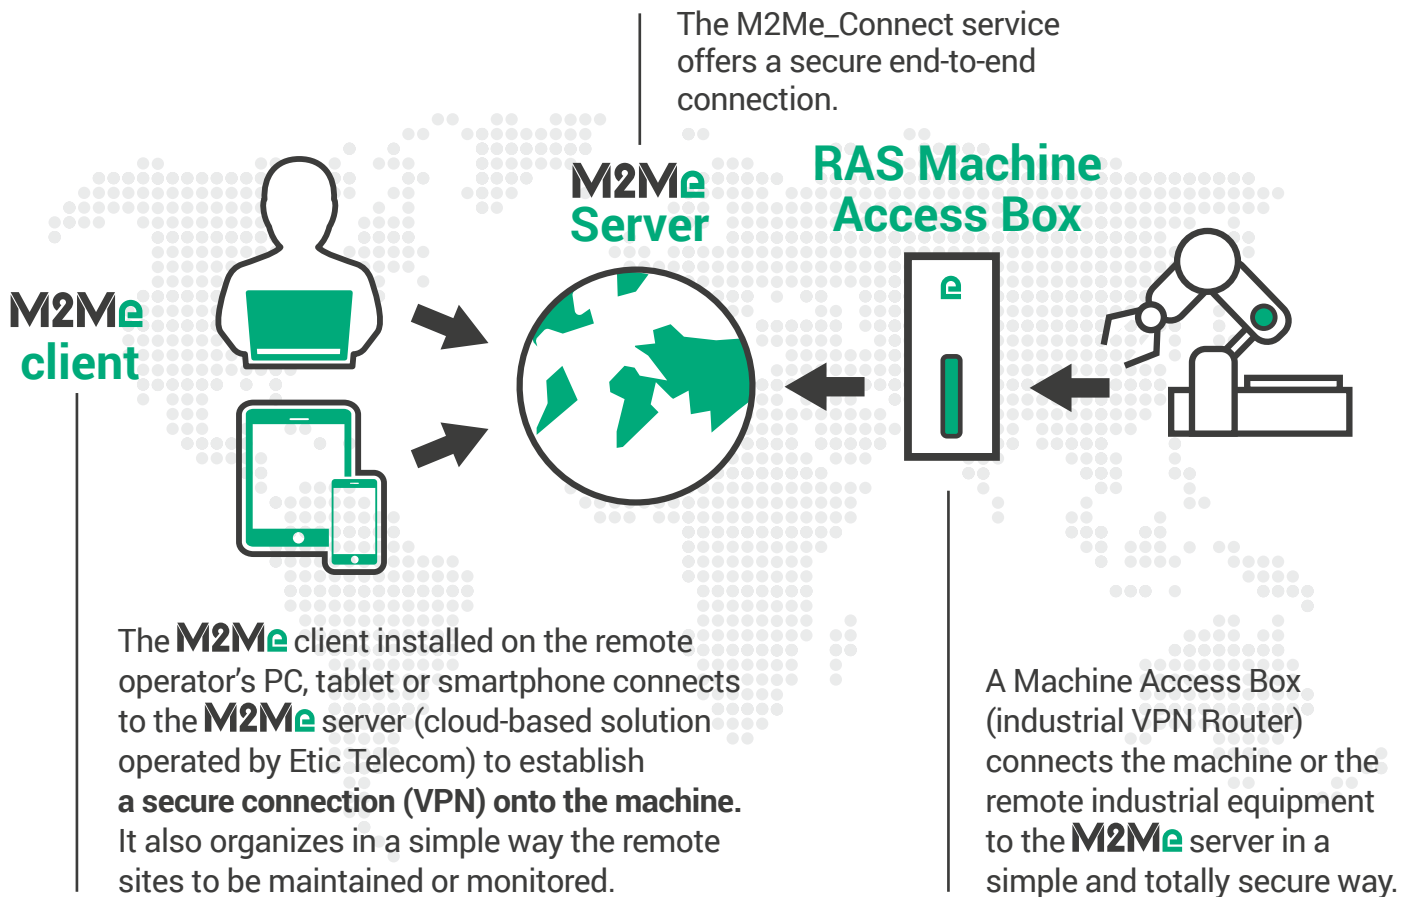 The M2Me_Connect service
offers a secure end-to-end
connection.
M2Me
Server
RAS Machine
Access Box
M2Me
client
The M2Me client installed on the remote
operator's PC, tablet or smartphone connects
to the M2Me server (cloud-based solution
operated by Etic Telecom) to establish
a secure connection (VPN) onto the machine.
It also organizes in a simple way the remote
sites to be maintained or monitored.
A Machine Access Box
(industrial VPN Router)
connects the machine or the
remote industrial equipment
to the M2Me server in a
simple and totally secure way.